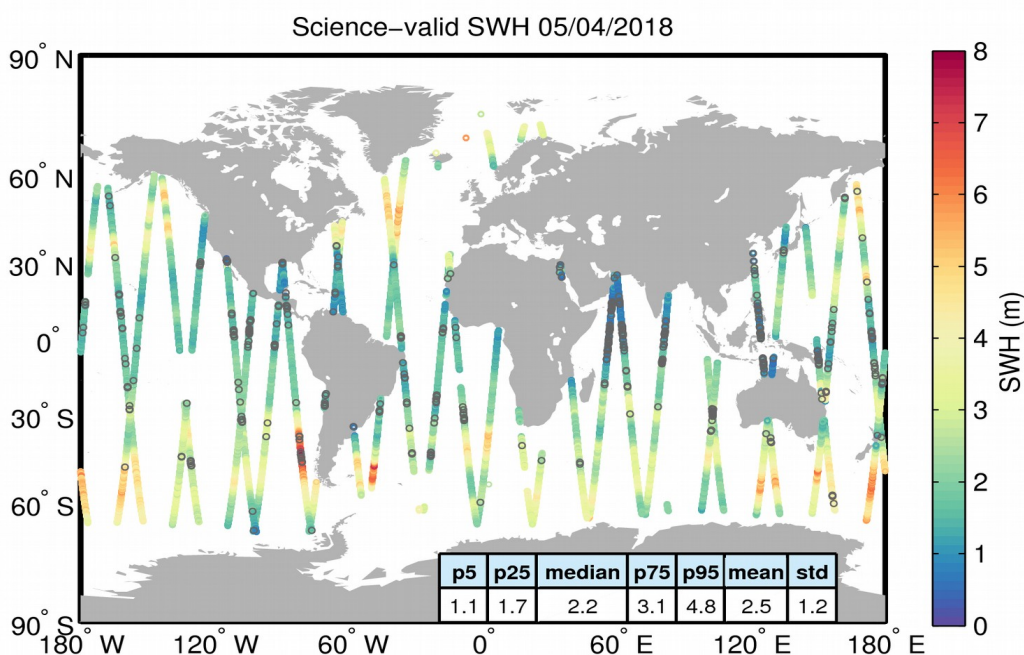 Science−valid SWH 05/04/2018
90° N
60° N
30° N
0°
30° S
60° S
90° S
180° W
120° W
60° W
0°
60° E
120° E
180° E
p5 p25 median p75 p95 mean std
1.1 1.7 2.2 3.1 4.8 2.5 1.2
8
7
6
5
4
3
2
1
0
SWH (m)